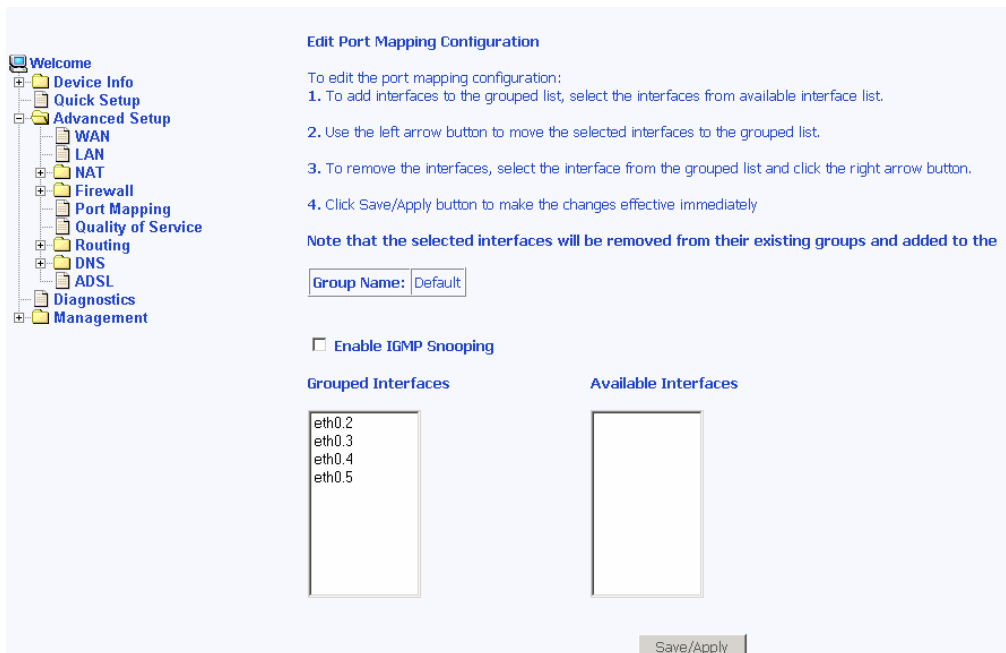 Welcome
Device Info
Quick Setup
Advanced Setup
WAN
LAN
NAT
Firewall
Port Mapping
Quality of Service
Routing
DNS
ADSL
Diagnostics
Management
Edit Port Mapping Configuration
To edit the port mapping configuration:
1. To add interfaces to the grouped list, select the interfaces from available interface list.
2. Use the left arrow button to move the selected interfaces to the grouped list.
3. To remove the interfaces, select the interface from the grouped list and click the right arrow button.
4. Click Save/Apply button to make the changes effective immediately
Note that the selected interfaces will be removed from their existing groups and added to the
Group Name: Default
Enable IGMP Snooping
Grouped Interfaces Available Interfaces
eth0.2
eth0.3
eth0.4
eth0.5
Save/Apply